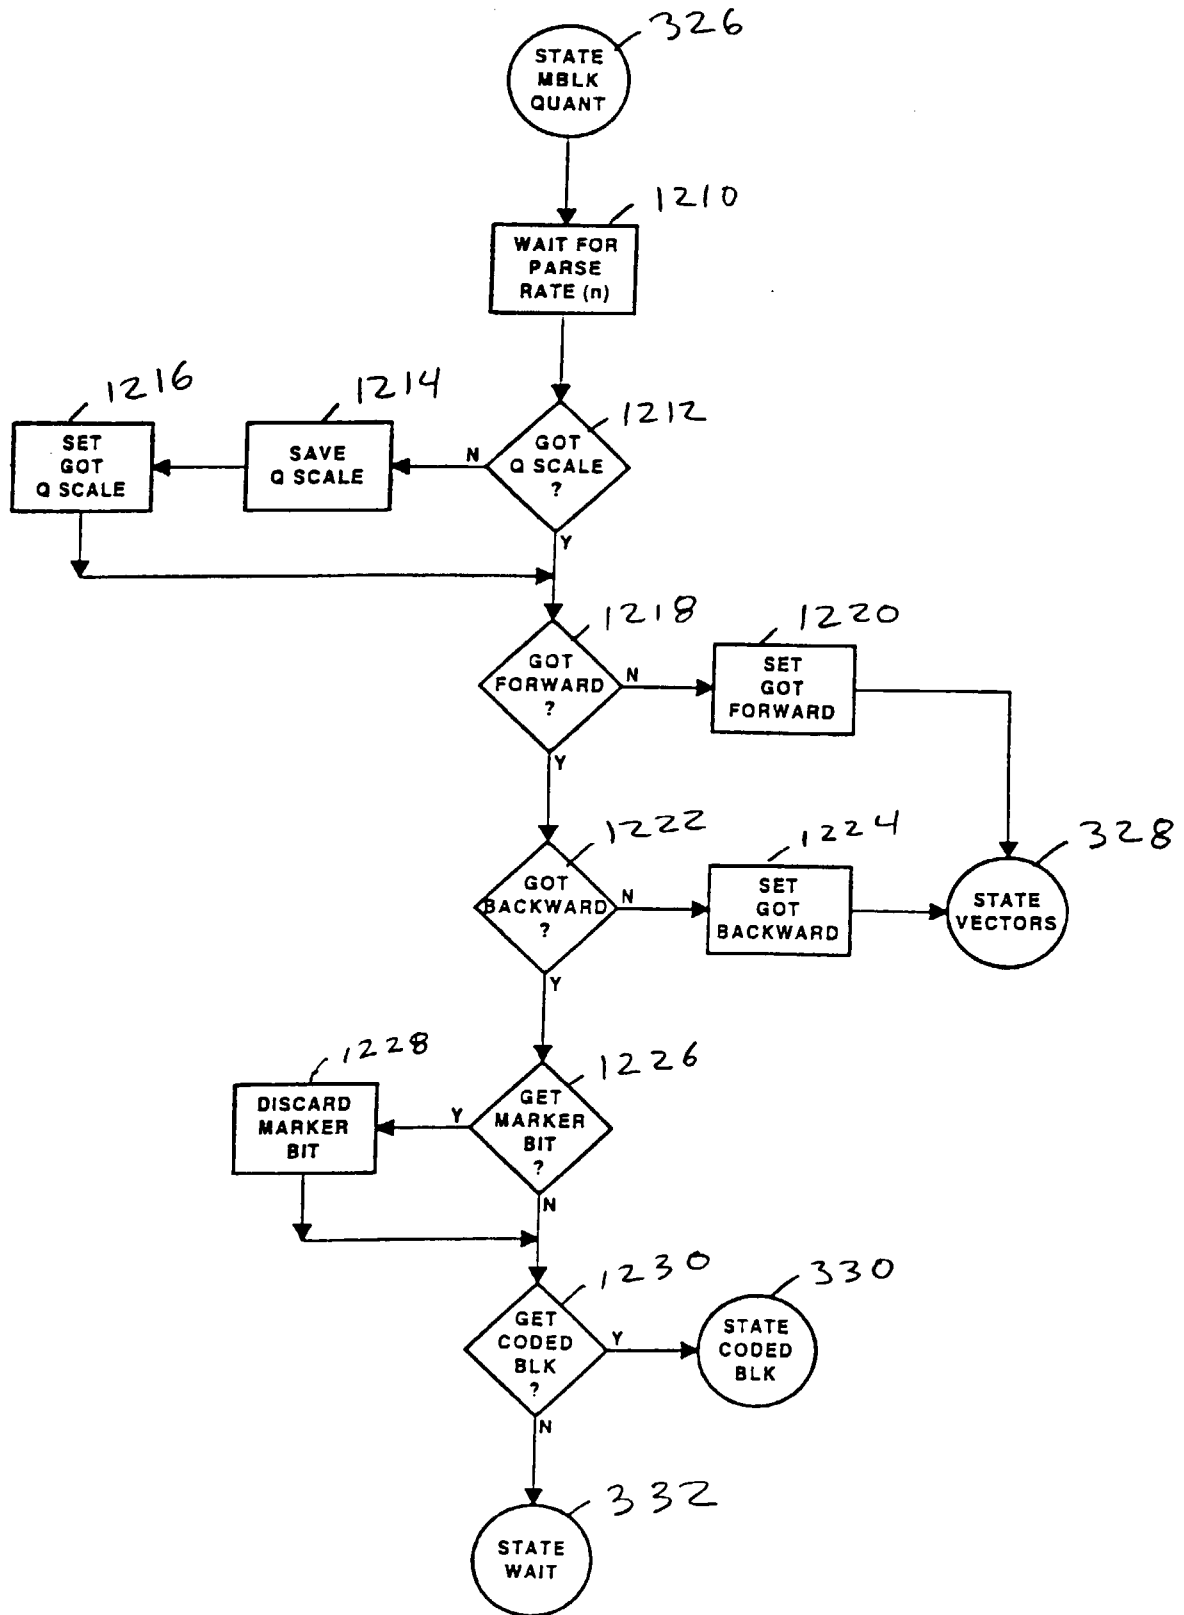 326
STATE
MBLK
QUANT
1210
WAIT FOR
PARSE
RATE (n)
1216
1214
1212
SET
GOT
Q SCALE
SAVE
Q SCALE
N
GOT
Q SCALE
?
Y
1218
1220
GOT
FORWARD
?
N
SET
GOT
FORWARD
Y
1222
1224
328
GOT
BACKWARD
?
N
SET
GOT
BACKWARD
STATE
VECTORS
Y
1228
1226
DISCARD
MARKER
BIT
Y
GET
MARKER
BIT
?
N
1230
330
GET
CODED
BLK
?
Y
STATE
CODED
BLK
N
332
STATE
WAIT